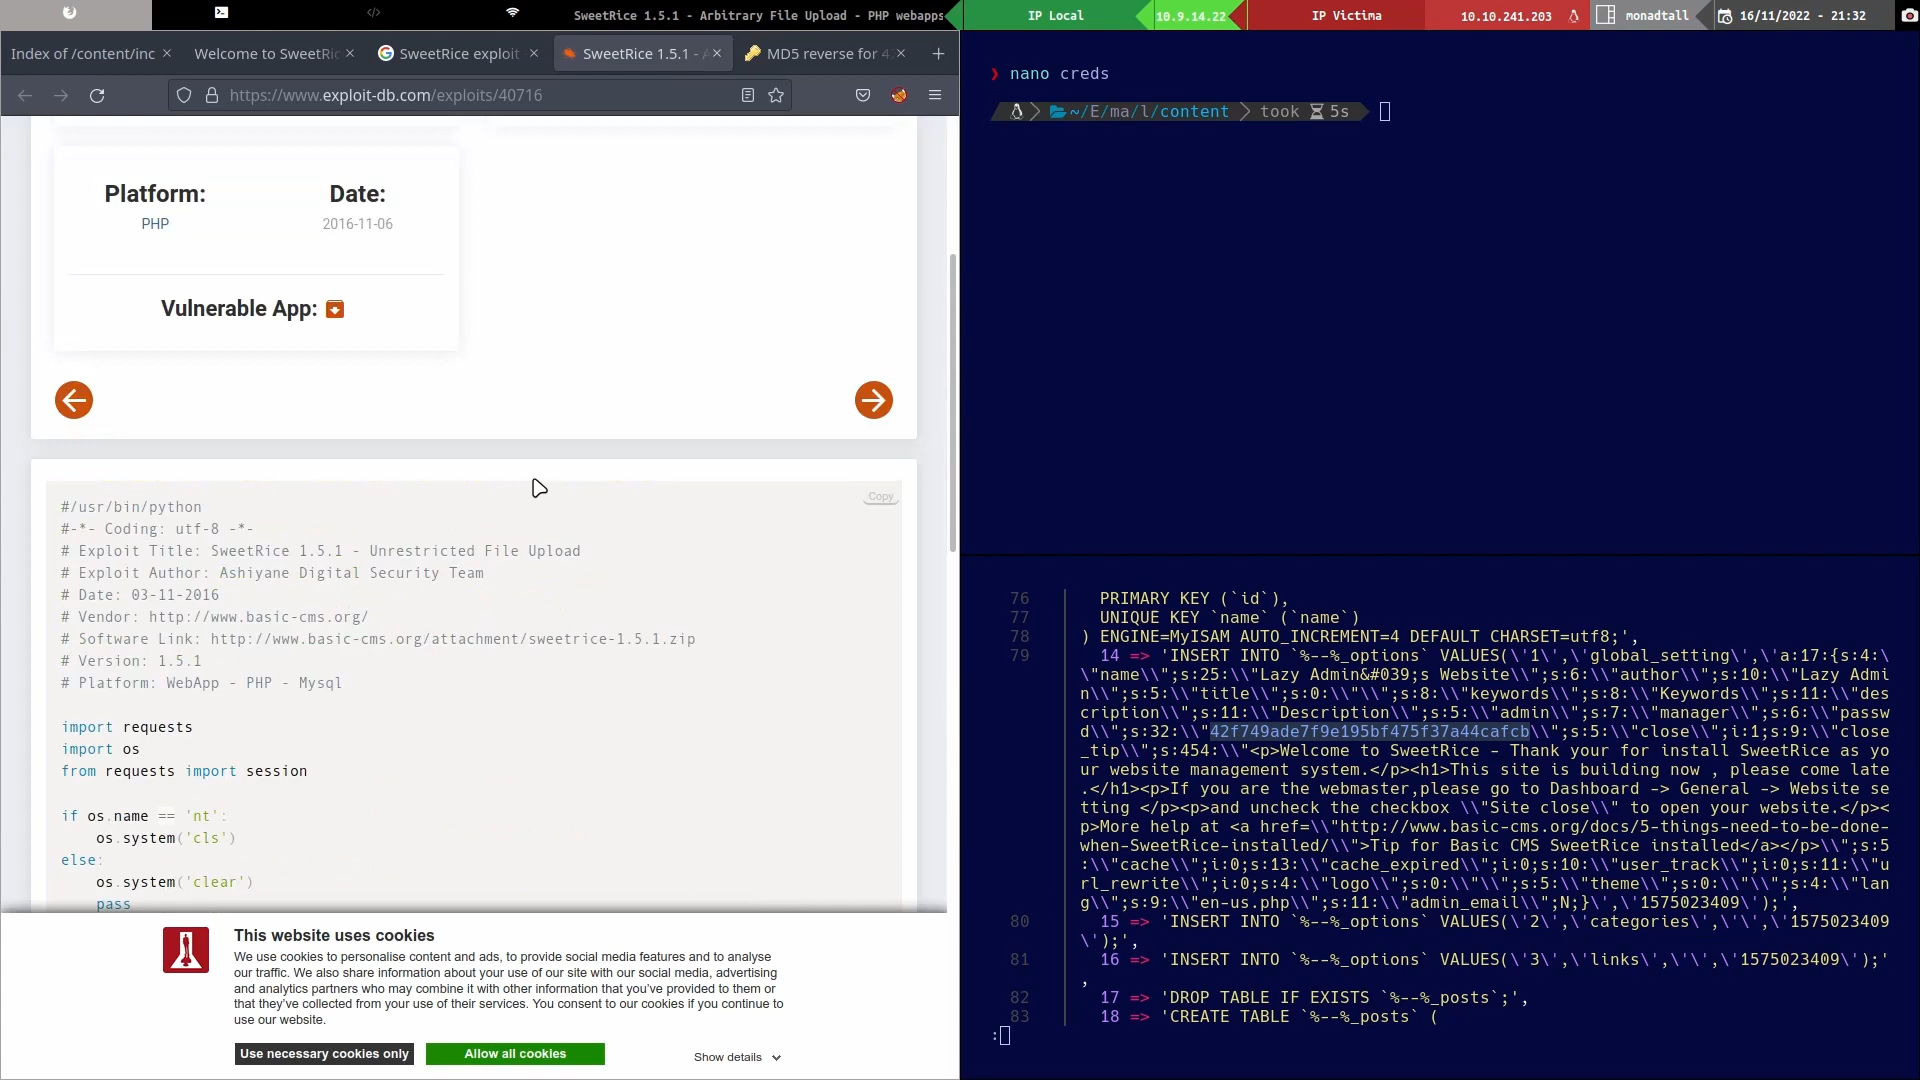 SweetRice 1.5.1 - Arbitrary File Upload - PHP webapps
IP Local
10.9.14.22
IP Victima
10.10.241.203
monadtall
16/11/2022 - 21:32
Index of /content/inc
Welcome to SweetRic
SweetRice exploit
SweetRice 1.5.1 - A
MD5 reverse for 42
https://www.exploit-db.com/exploits/40716
Platform:
Date:
PHP
2016-11-06
Vulnerable App:
Copy
#/usr/bin/python
#-*- Coding: utf-8 -*-
# Exploit Title: SweetRice 1.5.1 - Unrestricted File Upload
# Exploit Author: Ashiyane Digital Security Team
# Date: 03-11-2016
# Vendor: http://www.basic-cms.org/
# Software Link: http://www.basic-cms.org/attachment/sweetrice-1.5.1.zip
# Version: 1.5.1
# Platform: WebApp - PHP - Mysql
import requests
import os
from requests import session
if os.name == 'nt':
os.system('cls')
else:
os.system('clear')
pass
This website uses cookies
We use cookies to personalise content and ads, to provide social media features and to analyse
our traffic. We also share information about your use of our site with our social media, advertising
and analytics partners who may combine it with other information that you've provided to them or
that they've collected from your use of their services. You consent to our cookies if you continue to
use our website.
Use necessary cookies only
Allow all cookies
Show details
❯ nano creds
~/E/ma/l/content
took ⌛ 5s
76 PRIMARY KEY (`id`),
77 UNIQUE KEY `name` (`name`)
78 ) ENGINE=MyISAM AUTO_INCREMENT=4 DEFAULT CHARSET=utf8;',
79 14 => 'INSERT INTO `%--%_options` VALUES(\'1\',\'global_setting\',\'a:17:{s:4:\
\"name\\";s:25:\\"Lazy Admin&#039;s Website\\";s:6:\\"author\\";s:10:\\"Lazy Admi
n\\";s:5:\\"title\\";s:0:\\"\\";s:8:\\"keywords\\";s:8:\\"Keywords\\";s:11:\\"des
cription\\";s:11:\\"Description\\";s:5:\\"admin\\";s:7:\\"manager\\";s:6:\\"passw
d\\";s:32:\\"42f749ade7f9e195bf475f37a44cafcb\\";s:5:\\"close\\";i:1;s:9:\\"close
_tip\\";s:454:\\"<p>Welcome to SweetRice - Thank your for install SweetRice as yo
ur website management system.</p><h1>This site is building now , please come late
.</h1><p>If you are the webmaster,please go to Dashboard -> General -> Website se
tting </p><p>and uncheck the checkbox \\"Site close\\" to open your website.</p><
p>More help at <a href=\\"http://www.basic-cms.org/docs/5-things-need-to-be-done-
when-SweetRice-installed/\\">Tip for Basic CMS SweetRice installed</a></p>\\";s:5
:\\"cache\\";i:0;s:13:\\"cache_expired\\";i:0;s:10:\\"user_track\\";i:0;s:11:\\"u
rl_rewrite\\";i:0;s:4:\\"logo\\";s:0:\\"\\";s:5:\\"theme\\";s:0:\\"\\";s:4:\\"lan
g\\";s:9:\\"en-us.php\\";s:11:\\"admin_email\\";N;}\',\'1575023409\');',
80 15 => 'INSERT INTO `%--%_options` VALUES(\'2\',\'categories\',\'\',\'1575023409
\');',
81 16 => 'INSERT INTO `%--%_options` VALUES(\'3\',\'links\',\'\',\'1575023409\');'
,
82 17 => 'DROP TABLE IF EXISTS `%--%_posts`;',
83 18 => 'CREATE TABLE `%--%_posts` (
: